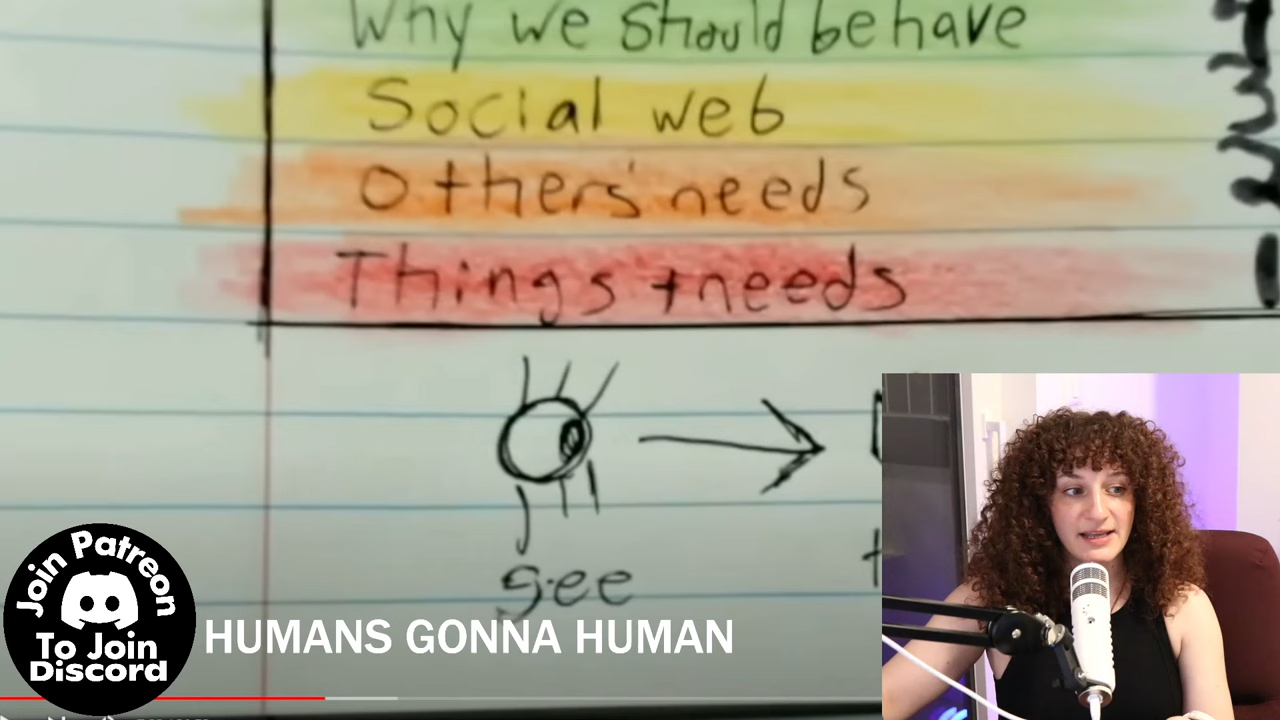 Why we should behave
Social web
Others' needs
Things + needs
see
Join Patreon
To Join
Discord
HUMANS GONNA HUMAN